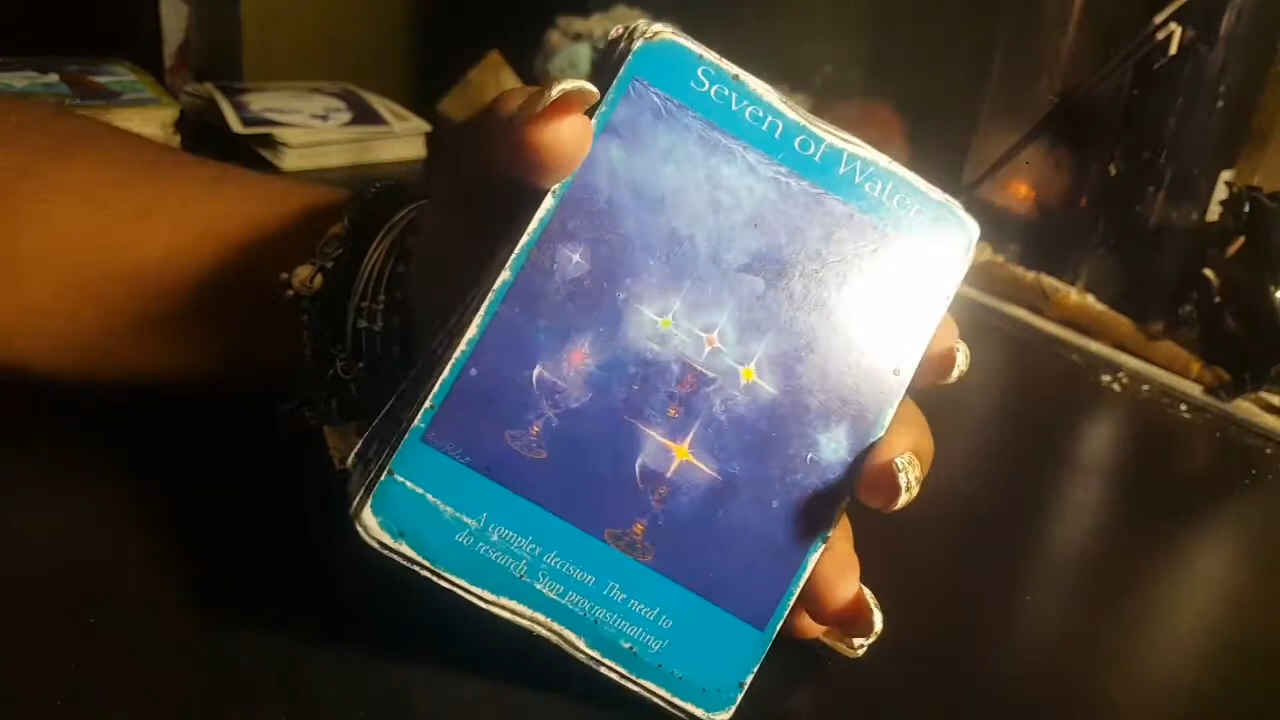 Seven of Water
A complex decision. The need to
do research. Stop procrastinating!